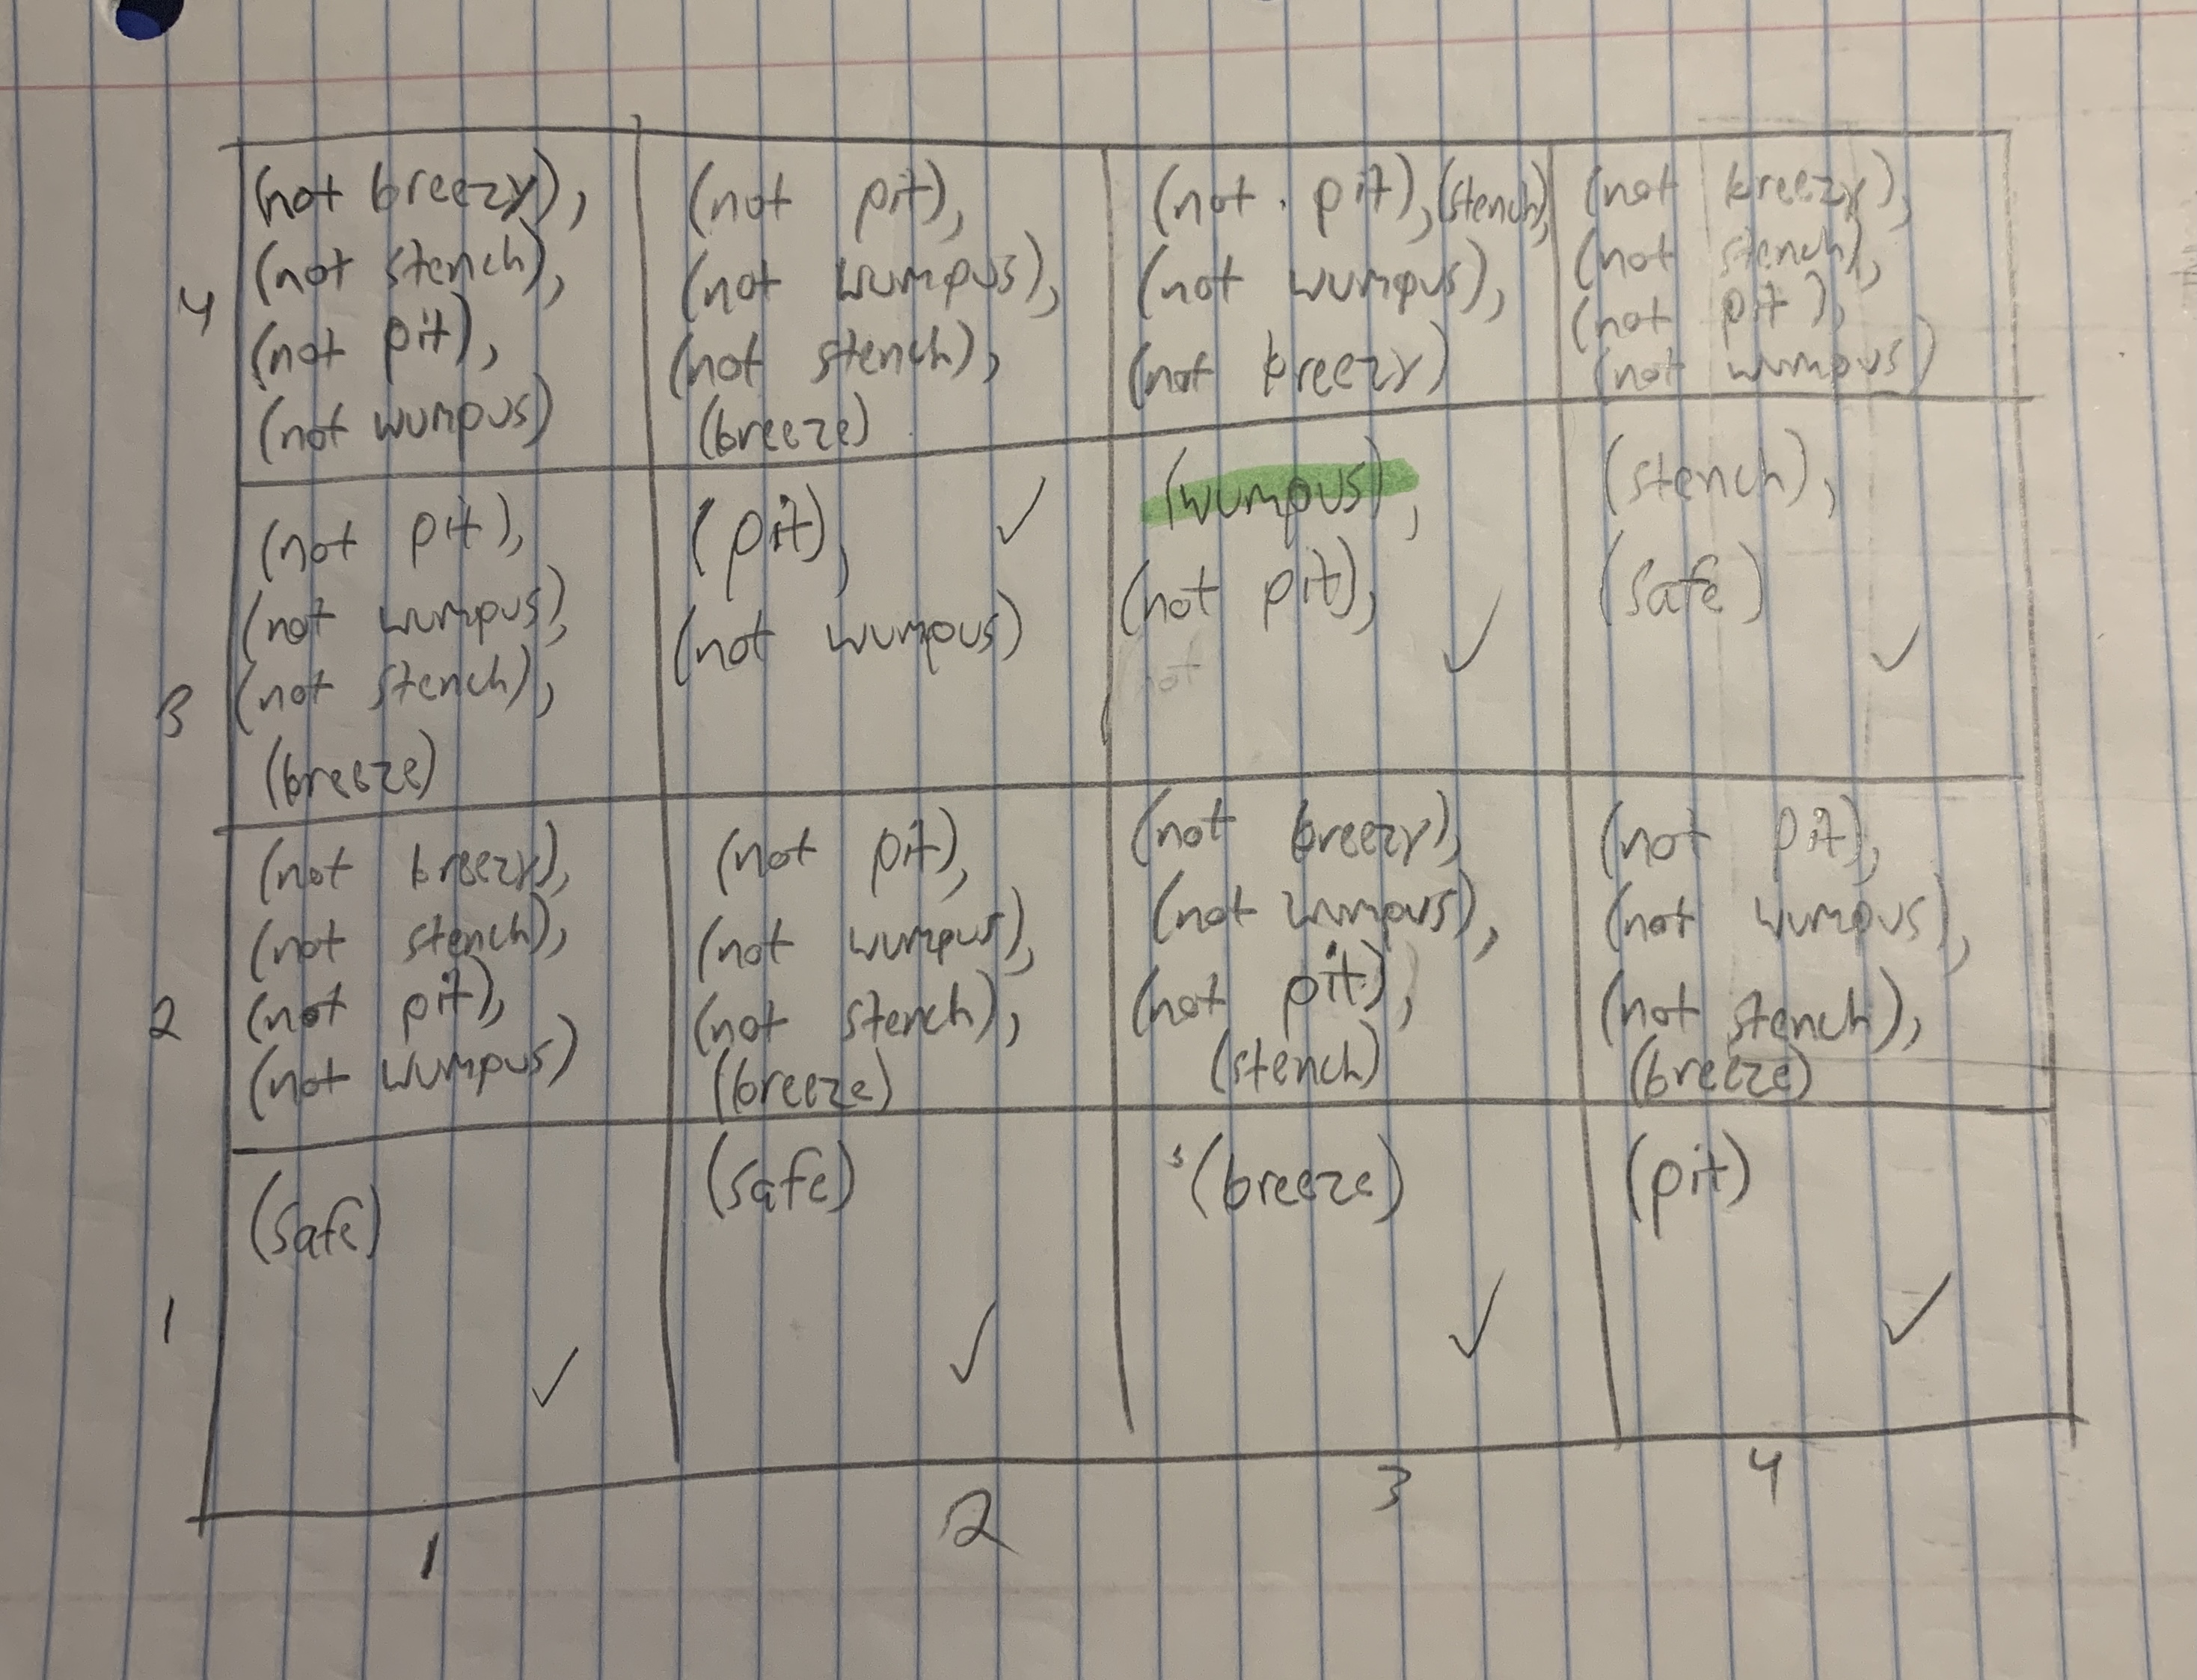 4
(not breezy),
(not stench),
(not pit),
(not wumpus)
(not pit),
(not wumpus),
(not stench),
(breeze)
(not pit), (stench),
(not wumpus),
(not breezy)
(not breezy),
(not stench),
(not pit),
(not wumpus)
3
(not pit),
(not wumpus),
(not stench),
(breeze)
(pit), ✓
(not wumpus)
(wumpus),
(not pit),
✓
not
(stench),
(safe)
✓
2
(not breezy),
(not stench),
(not pit),
(not wumpus)
(not pit),
(not wumpus),
(not stench),
(breeze)
(not breezy),
(not wumpus),
(not pit),
(stench)
(not pit),
(not wumpus),
(not stench),
(breeze)
1
(safe)
✓
(safe)
✓
(breeze)
✓
(pit)
✓
1 2 3 4